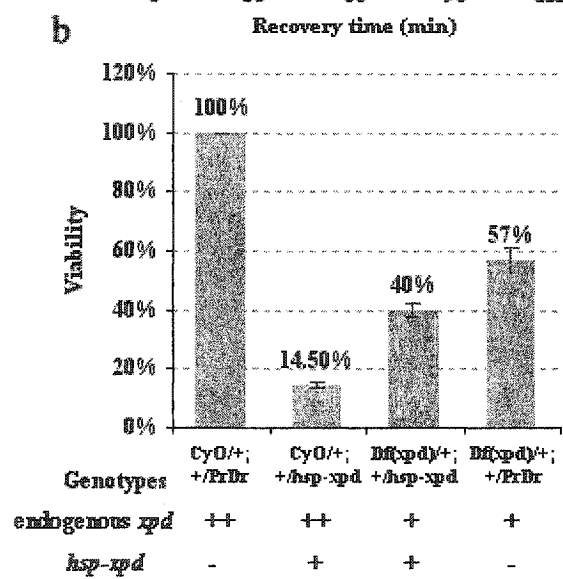 b
Recovery time (min)
120%
100%
80%
60%
40%
20%
0%
Viability
100%
14.50%
40%
57%
Genotypes
CyO/+; +/PrDr
CyO/+; +/hsp-xpd
Df(xpd)/+; +/hsp-xpd
Df(xpd)/+; +/PrDr
endogenous xpd ++ ++ + +
hsp-xpd - + + -